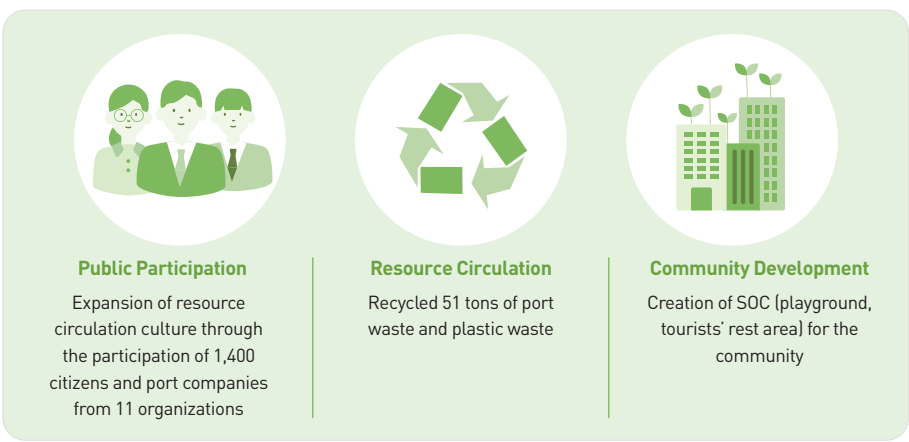 Public Participation
Expansion of resource
circulation culture through
the participation of 1,400
citizens and port companies
from 11 organizations
Resource Circulation
Recycled 51 tons of port
waste and plastic waste
Community Development
Creation of SOC (playground,
tourists’ rest area) for the
community